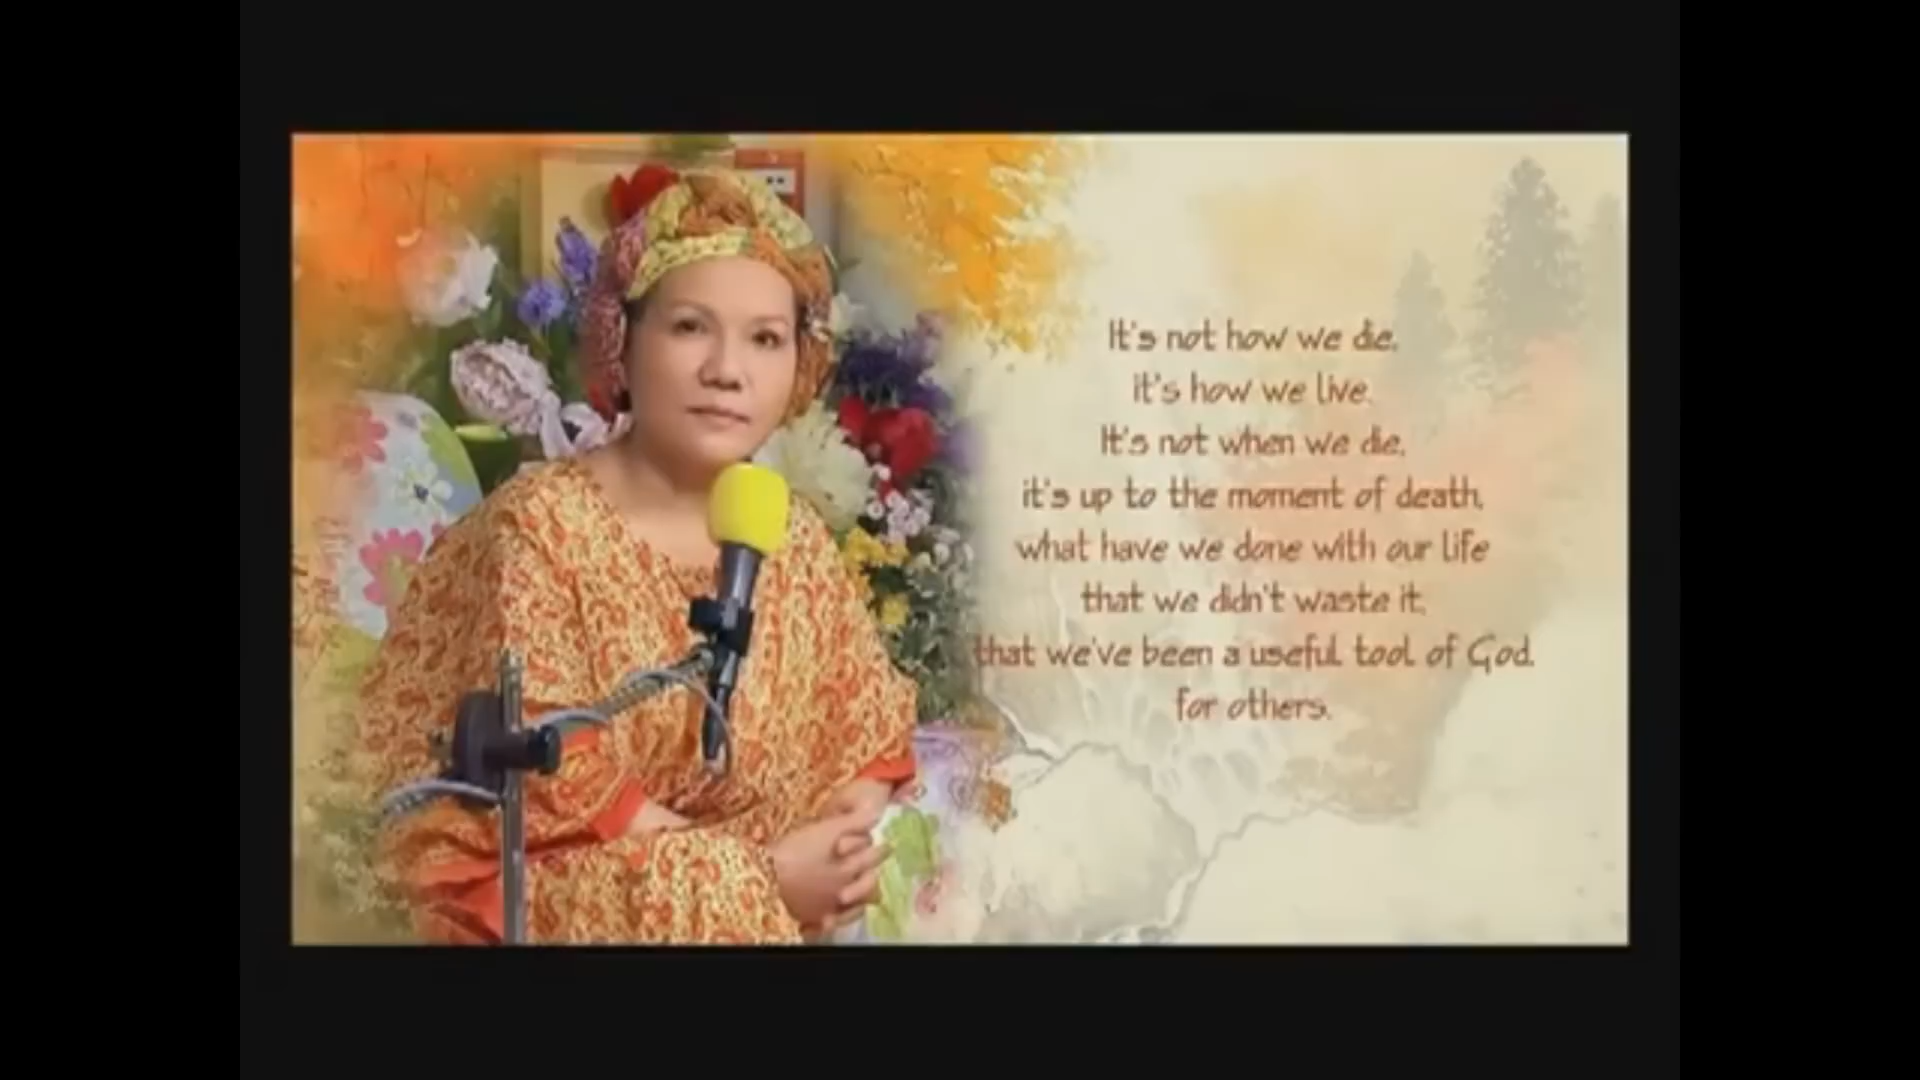 It's not how we die,
it's how we live.
It's not when we die,
it's up to the moment of death,
what have we done with our life
that we didn't waste it,
that we've been a useful tool of God
for others.